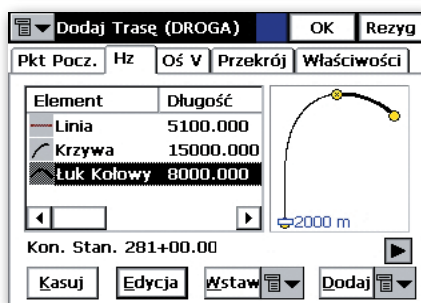 Dodaj Trasę (DROGA) OK Rezyg
Pkt Pocz. Hz Oś V Przekrój Właściwości
Element Długość
Linia 5100.000
Krzywa 15000.000
Łuk Kołowy 8000.000
2000 m
Kon. Stan. 281+00.00
Kasuj Edycja Wstaw Dodaj